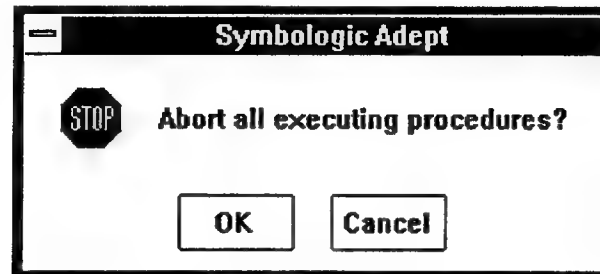 Symbologic Adept
STOP
Abort all executing procedures?
OK
Cancel